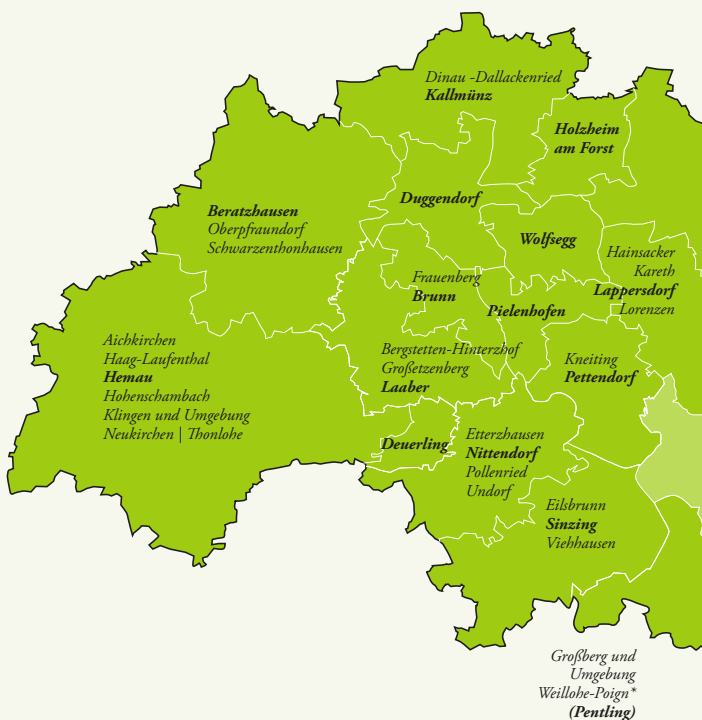 Dinau -Dallackenried
Kallmünz
Holzheim
am Forst
Beratzhausen
Oberpfraundorf
Schwarzenthonhausen
Duggendorf
Wolfsegg
Hainsacker
Kareth
Lappersdorf
Lorenzen
Frauenberg
Brunn
Pielenhofen
Aichkirchen
Haag-Laufenthal
Hemau
Hohenschambach
Klingen und Umgebung
Neukirchen | Thonlohe
Bergstetten-Hinterzhof
Großetzenberg
Laaber
Kneiting
Pettendorf
Deuerling
Etterzhausen
Nittendorf
Pollenried
Undorf
Eilsbrunn
Sinzing
Viehhausen
Großberg und
Umgebung
Weillohe-Poign*
(Pentling)